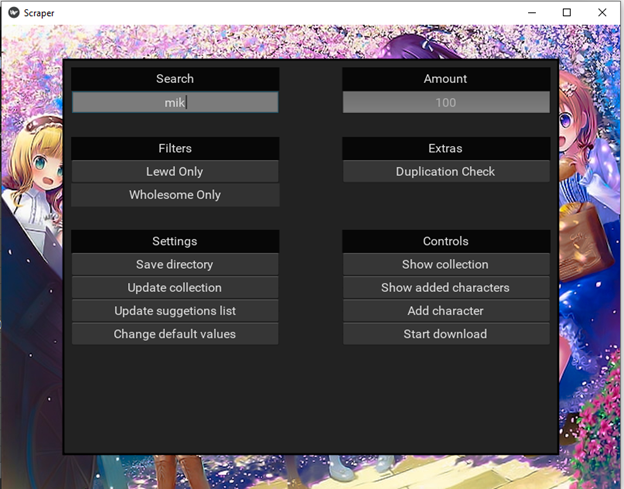 Scraper
Search
mik
Amount
100
Filters
Lewd Only
Wholesome Only
Extras
Duplication Check
Settings
Save directory
Update collection
Update suggetions list
Change default values
Controls
Show collection
Show added characters
Add character
Start download